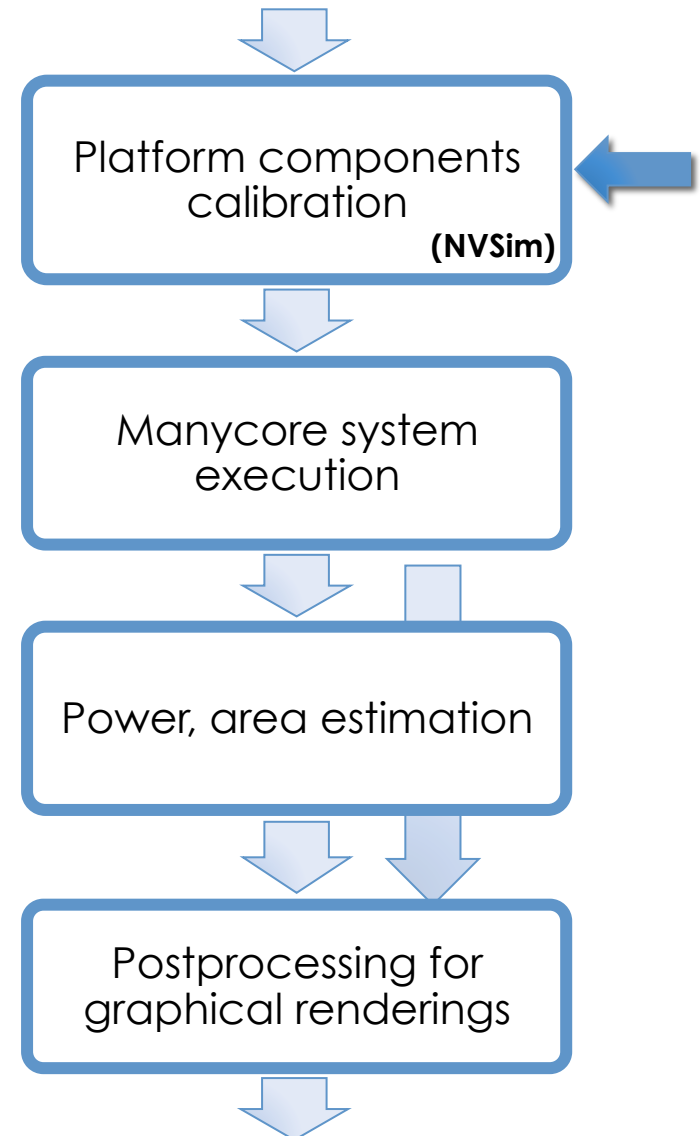 Platform components
calibration
(NVSim)
Manycore system
execution
Power, area estimation
Postprocessing for
graphical renderings